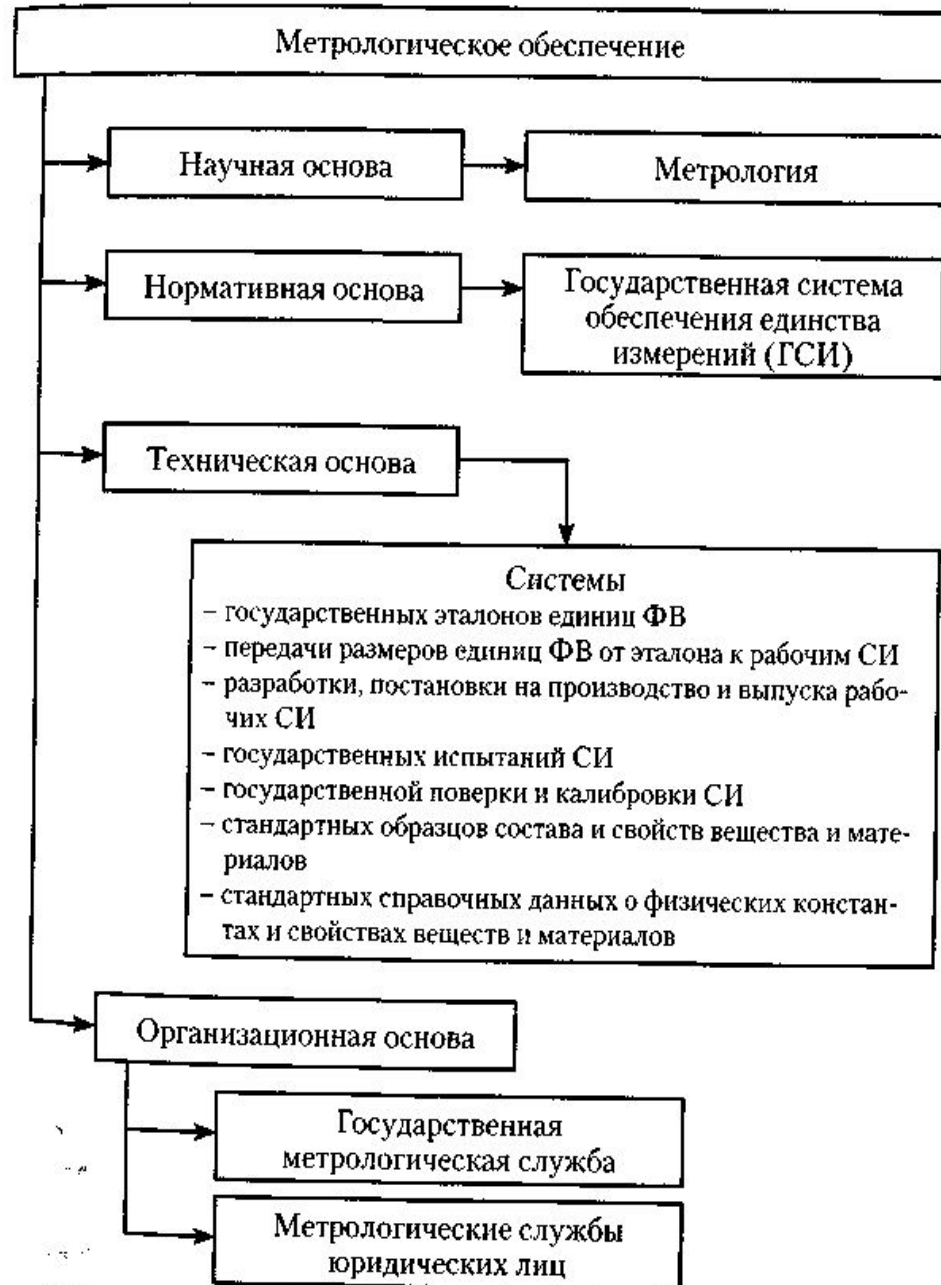 Метрологическое обеспечение
Научная основа
Метрология
Нормативная основа
Государственная система
обеспечения единства
измерений (ГСИ)
Техническая основа
Системы
– государственных эталонов единиц ФВ
– передачи размеров единиц ФВ от эталона к рабочим СИ
– разработки, постановки на производство и выпуска рабо-
чих СИ
– государственных испытаний СИ
– государственной поверки и калибровки СИ
– стандартных образцов состава и свойств вещества и мате-
риалов
– стандартных справочных данных о физических констан-
тах и свойствах веществ и материалов
Организационная основа
Государственная
метрологическая служба
Метрологические службы
юридических лиц